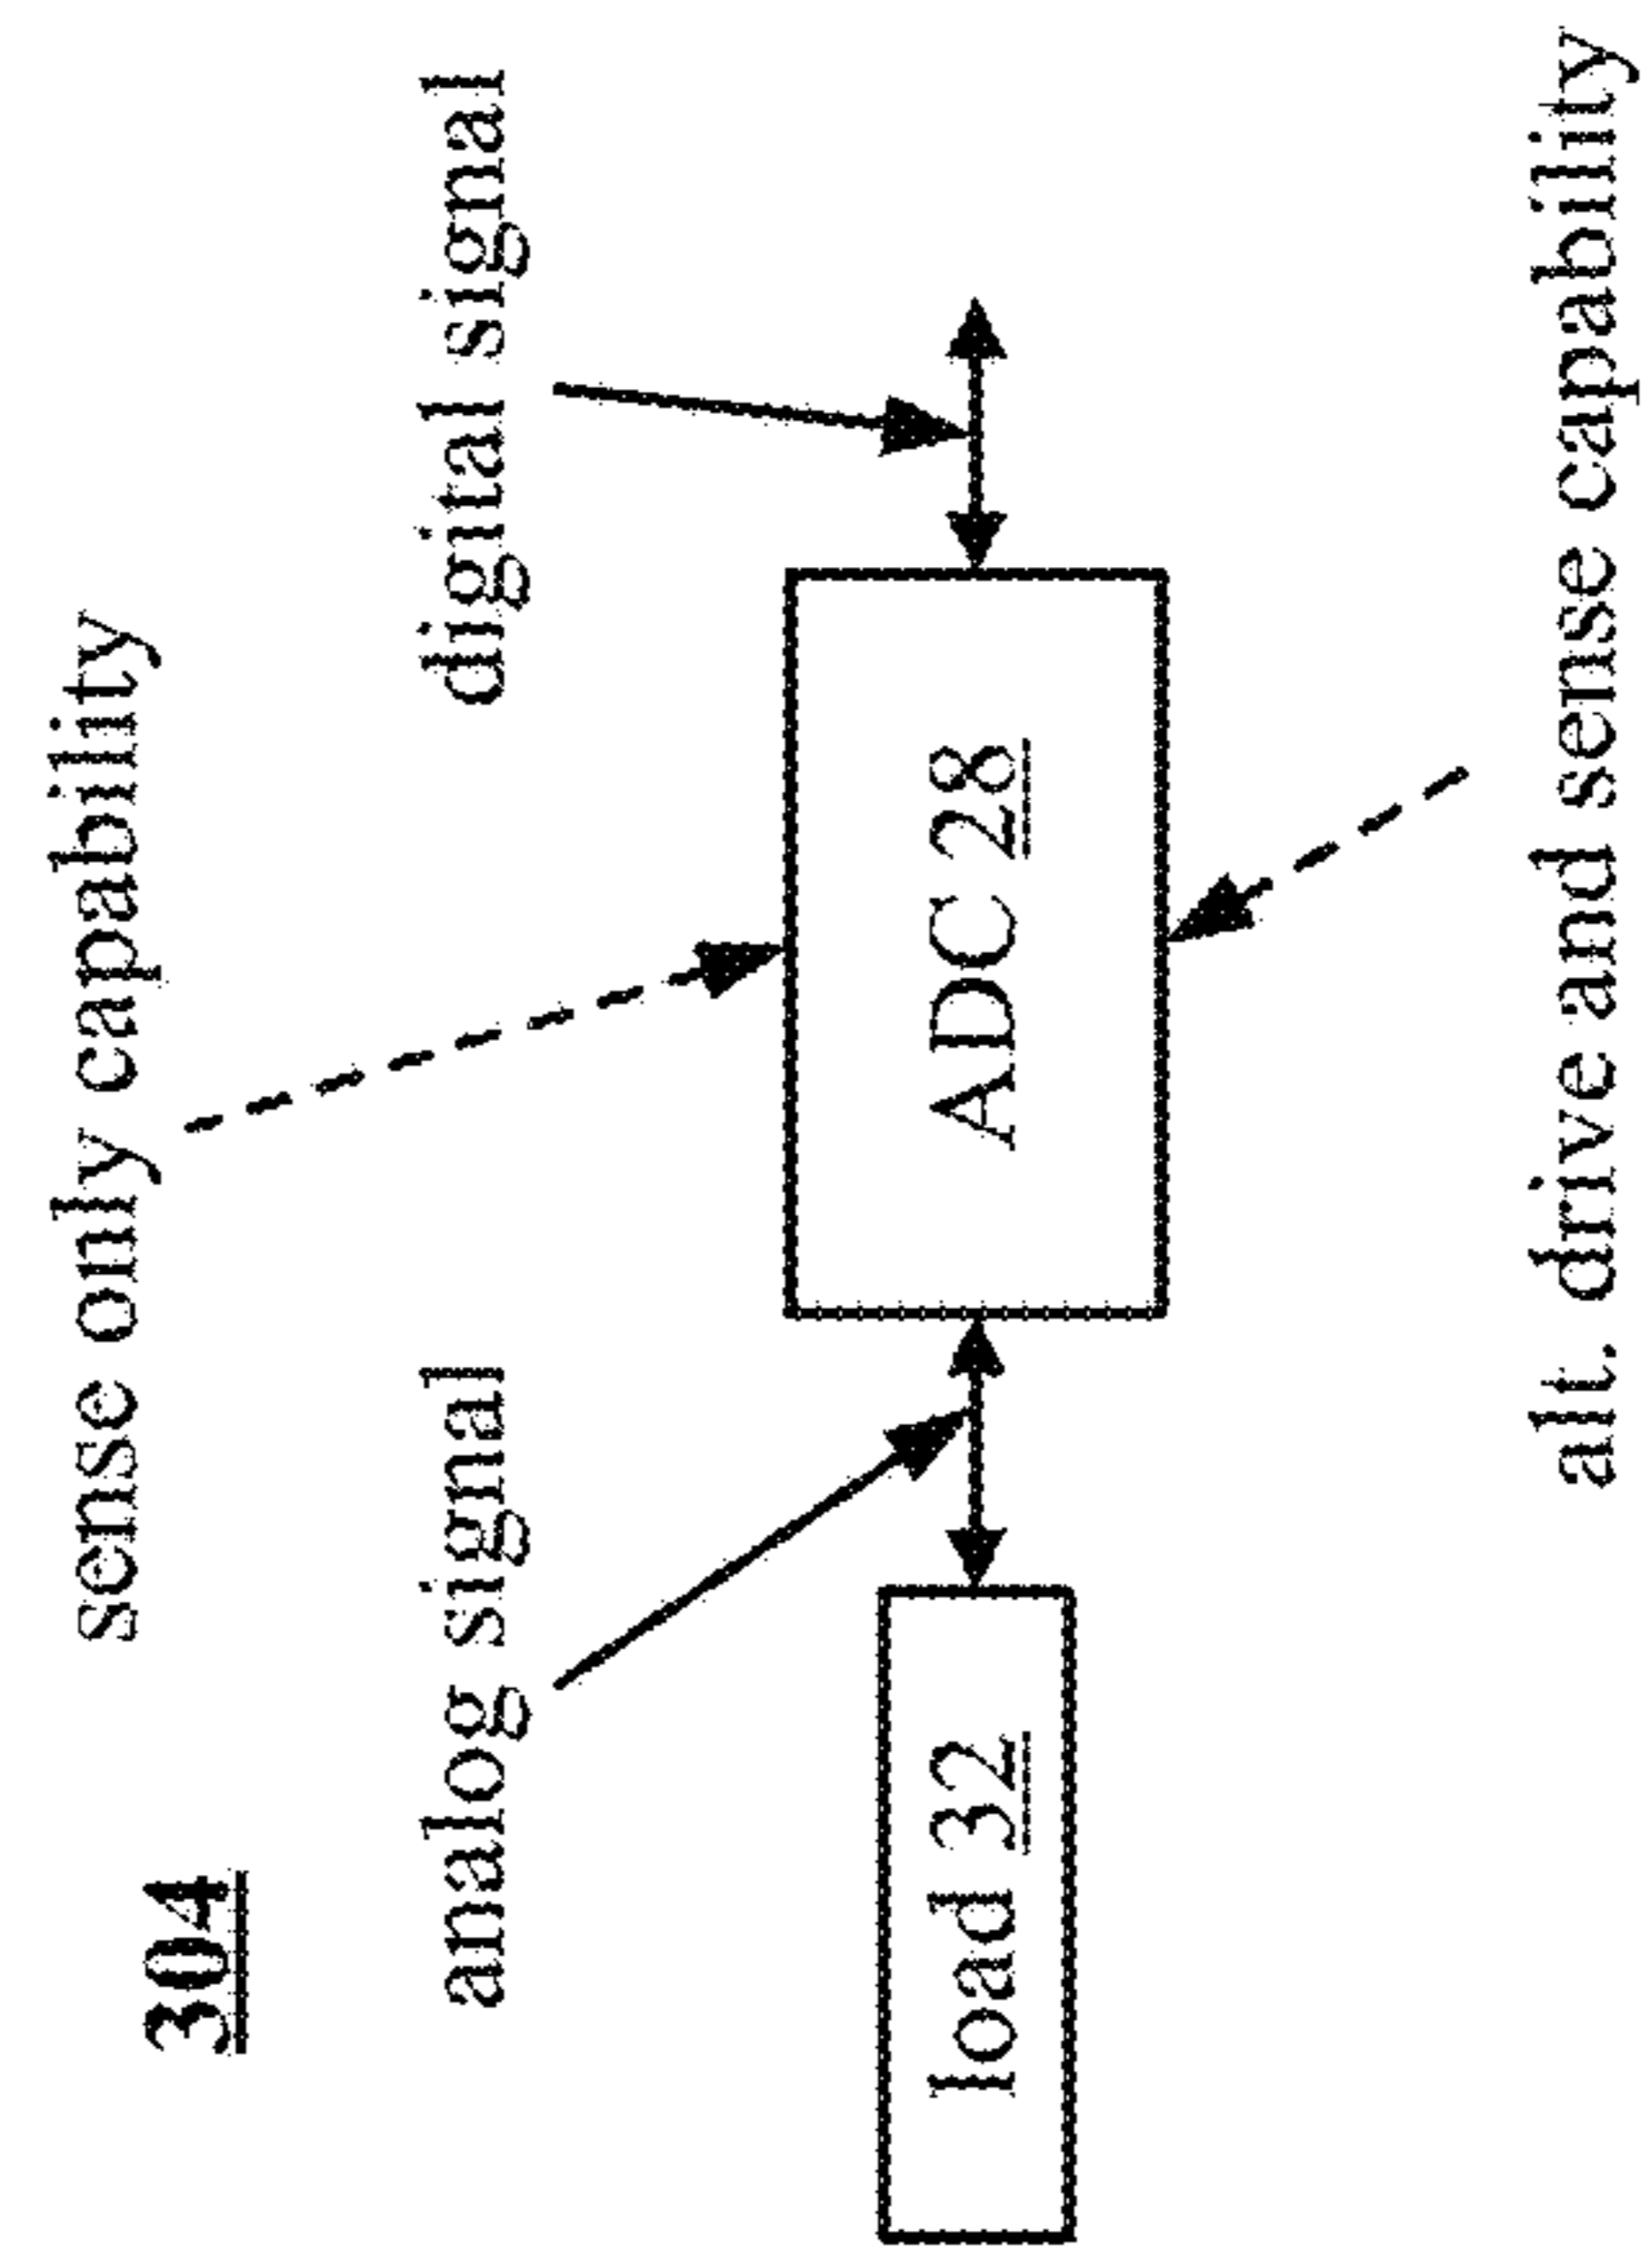 304
sense only capability
analog signal
digital signal
load 32
ADC 28
alt. drive and sense capability